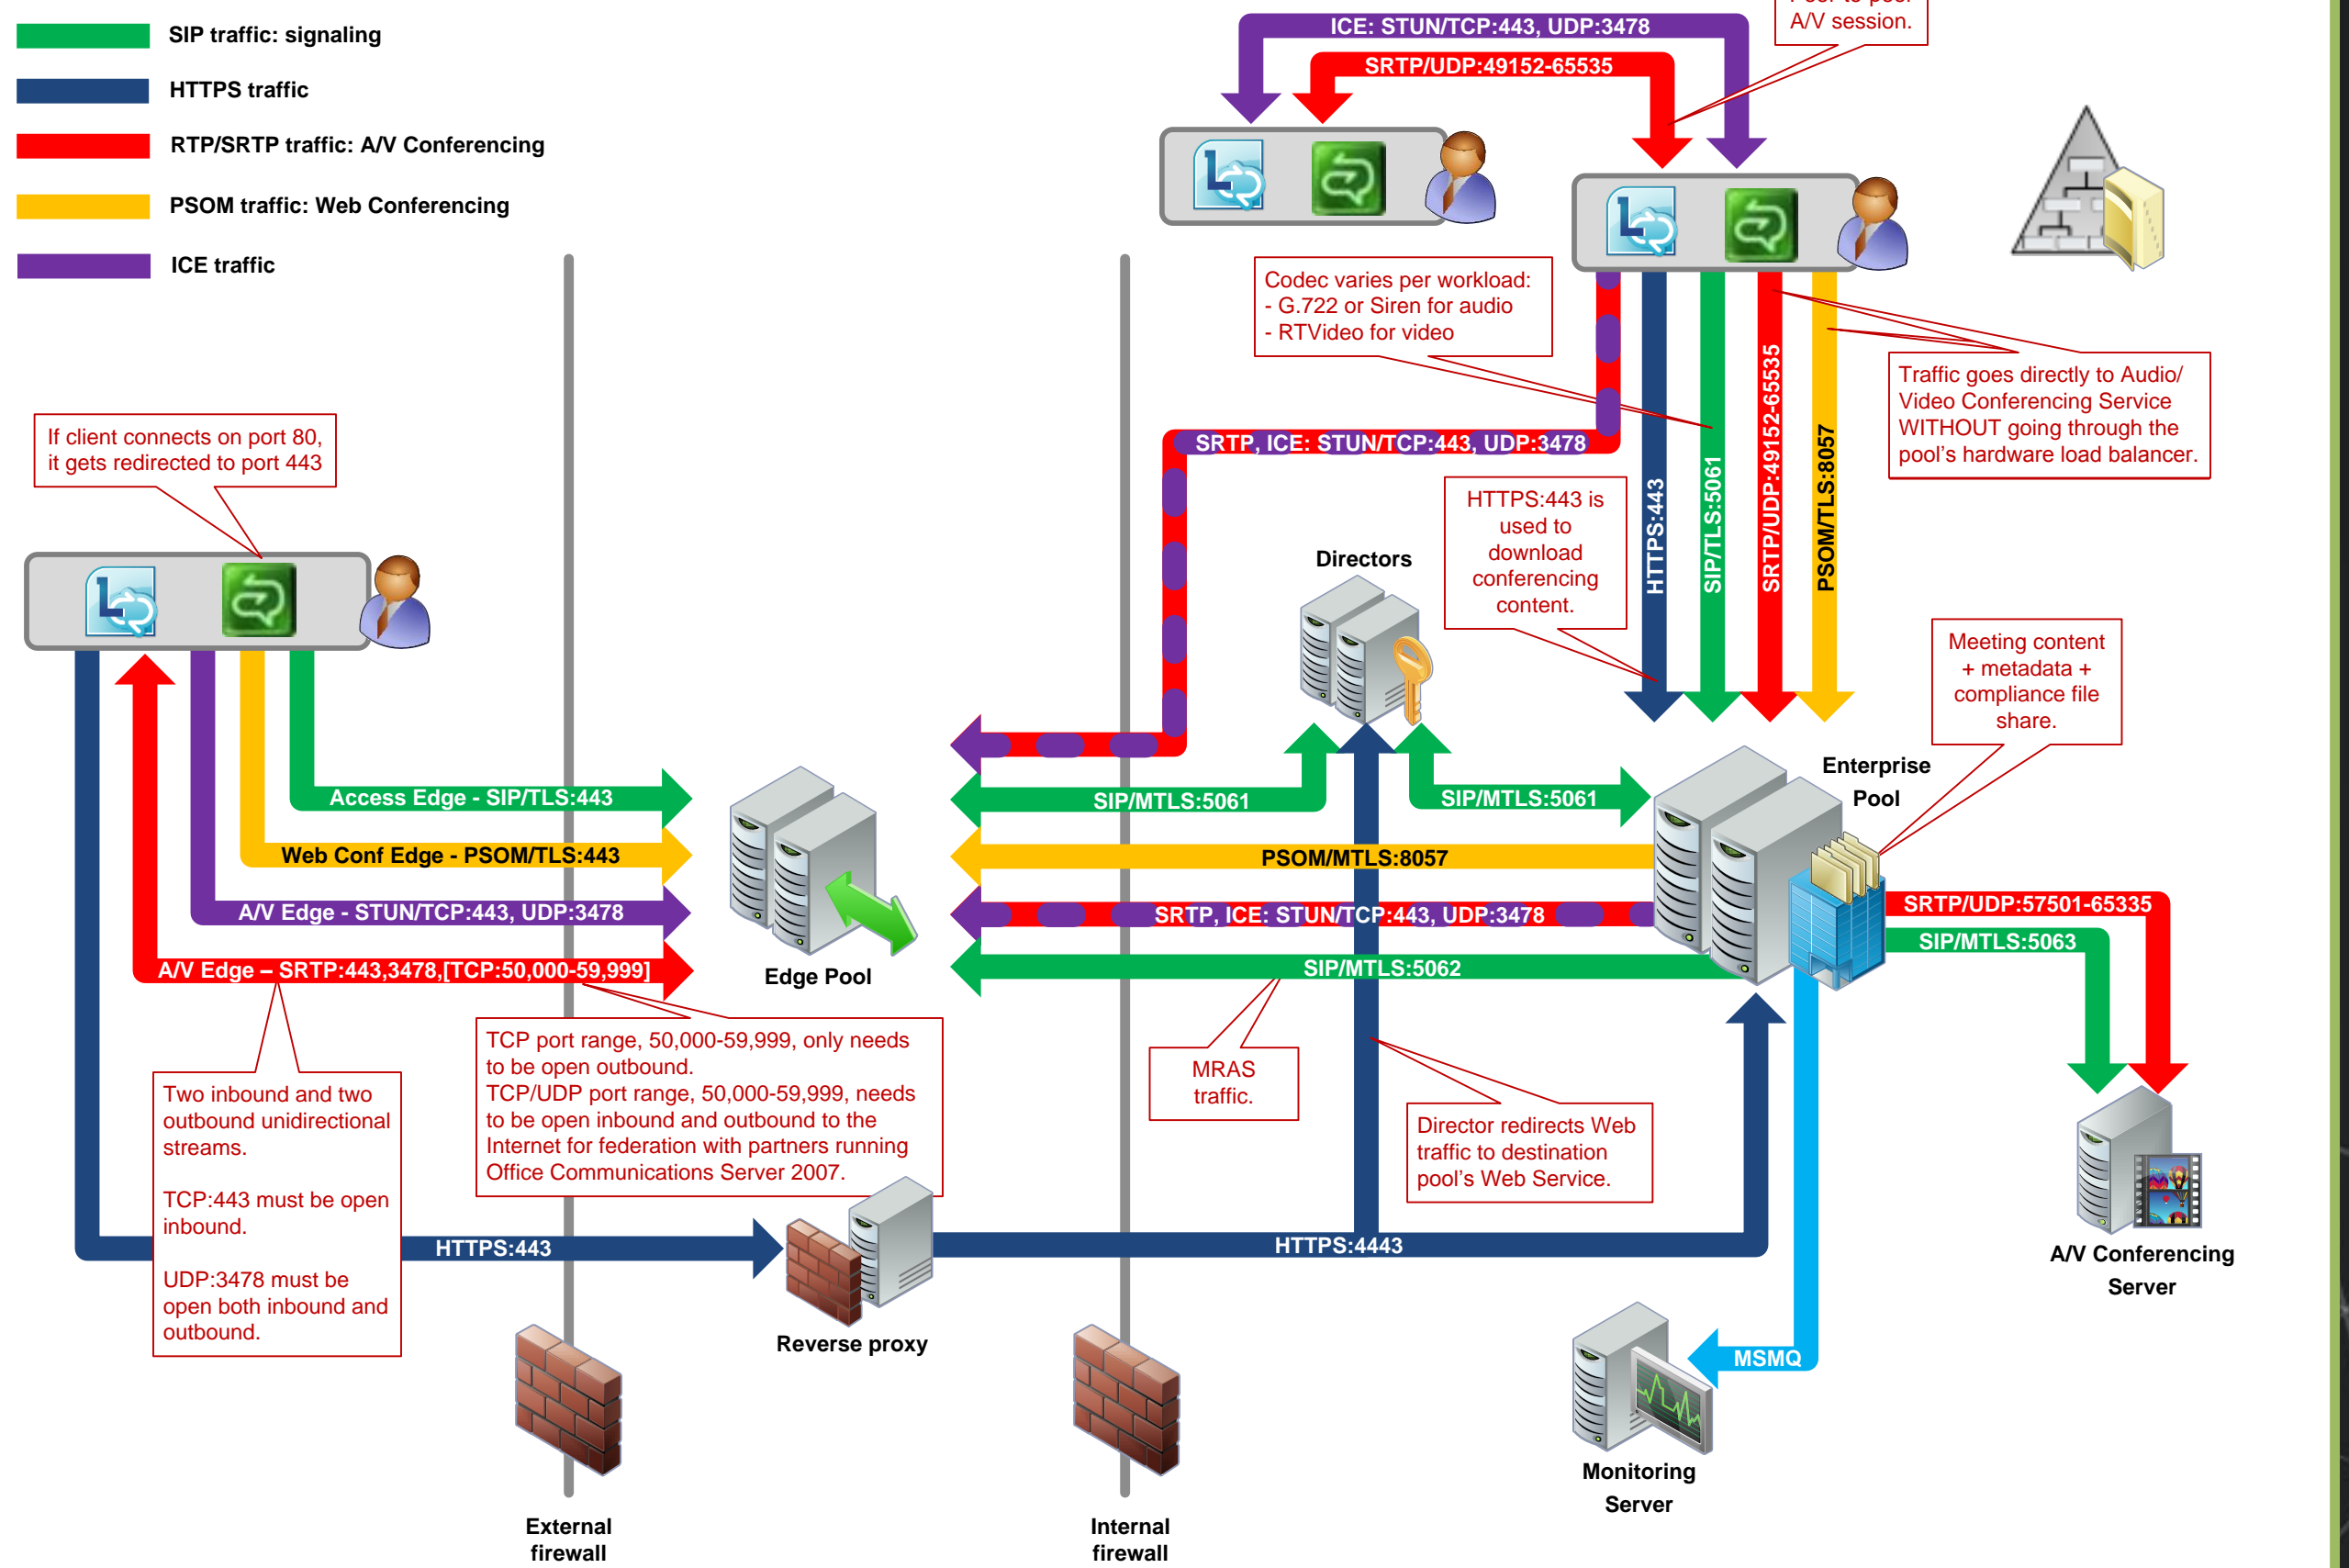 SIP traffic: signaling
HTTPS traffic
RTP/SRTP traffic: A/V Conferencing
PSOM traffic: Web Conferencing
ICE traffic
A/V session.
ICE: STUN/TCP:443, UDP:3478
SRTP/UDP:49152-65535
Codec varies per workload:
- G.722 or Siren for audio
- RTVideo for video
Traffic goes directly to Audio/
Video Conferencing Service
WITHOUT going through the
pool's hardware load balancer.
SRTP, ICE: STUN/TCP:443, UDP:3478
HTTPS:443
SIP/TLS:5061
SRTP/UDP:49152-65535
PSOM/TLS:8057
If client connects on port 80,
it gets redirected to port 443
HTTPS:443 is
used to
download
conferencing
content.
Directors
Meeting content
+ metadata +
compliance file
share.
Enterprise
Pool
Access Edge - SIP/TLS:443
SIP/MTLS:5061
SIP/MTLS:5061
Web Conf Edge - PSOM/TLS:443
PSOM/MTLS:8057
A/V Edge - STUN/TCP:443, UDP:3478
SRTP, ICE: STUN/TCP:443, UDP:3478
SRTP/UDP:57501-65335
SIP/MTLS:5063
A/V Edge – SRTP:443,3478,[TCP:50,000-59,999]
Edge Pool
SIP/MTLS:5062
TCP port range, 50,000-59,999, only needs
to be open outbound.
TCP/UDP port range, 50,000-59,999, needs
to be open inbound and outbound to the
Internet for federation with partners running
Office Communications Server 2007.
MRAS
traffic.
Two inbound and two
outbound unidirectional
streams.
TCP:443 must be open
inbound.
UDP:3478 must be
open both inbound and
outbound.
Director redirects Web
traffic to destination
pool's Web Service.
HTTPS:443
HTTPS:4443
Reverse proxy
A/V Conferencing
Server
MSMQ
Monitoring
Server
External
firewall
Internal
firewall